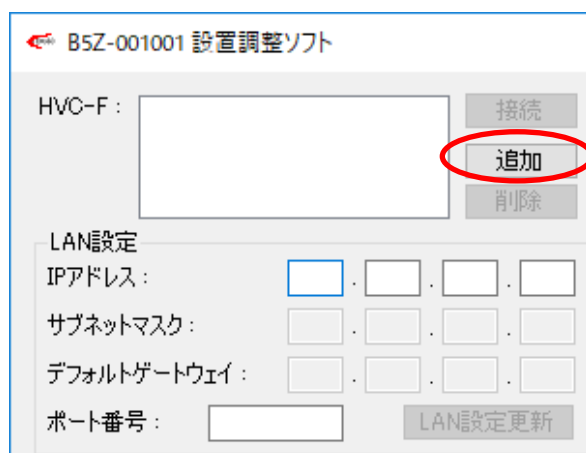 B5Z-001001 設置調整ソフト
HVC-F : 接続
追加
削除
LAN設定
IPアドレス : . . .
サブネットマスク : . . .
デフォルトゲートウェイ : . . .
ポート番号 : LAN設定更新